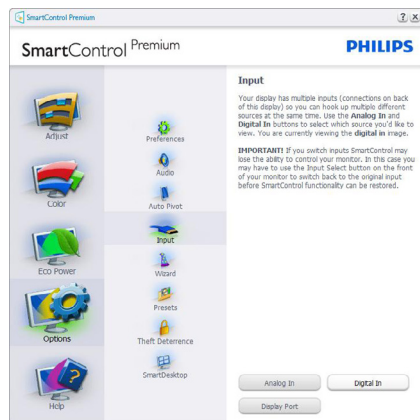 SmartControl Premium
SmartControl Premium
PHILIPS
Adjust
Color
Eco Power
Options
Help
Preferences
Audio
Auto Pivot
Input
Wizard
Presets
Theft Deterrence
SmartDesktop
Input
Your display has multiple inputs (connections on back
of this display) so you can hook up multiple different
sources at the same time. Use the Analog In and
Digital In buttons to select which source you'd like to
view. You are currently viewing the digital in image.
IMPORTANT! If you switch inputs SmartControl may
lose the ability to control your monitor. In this case you
may have to use the Input Select button on the front
of your monitor to switch back to the original input
before SmartControl functionality can be restored.
Analog In
Digital In
Display Port